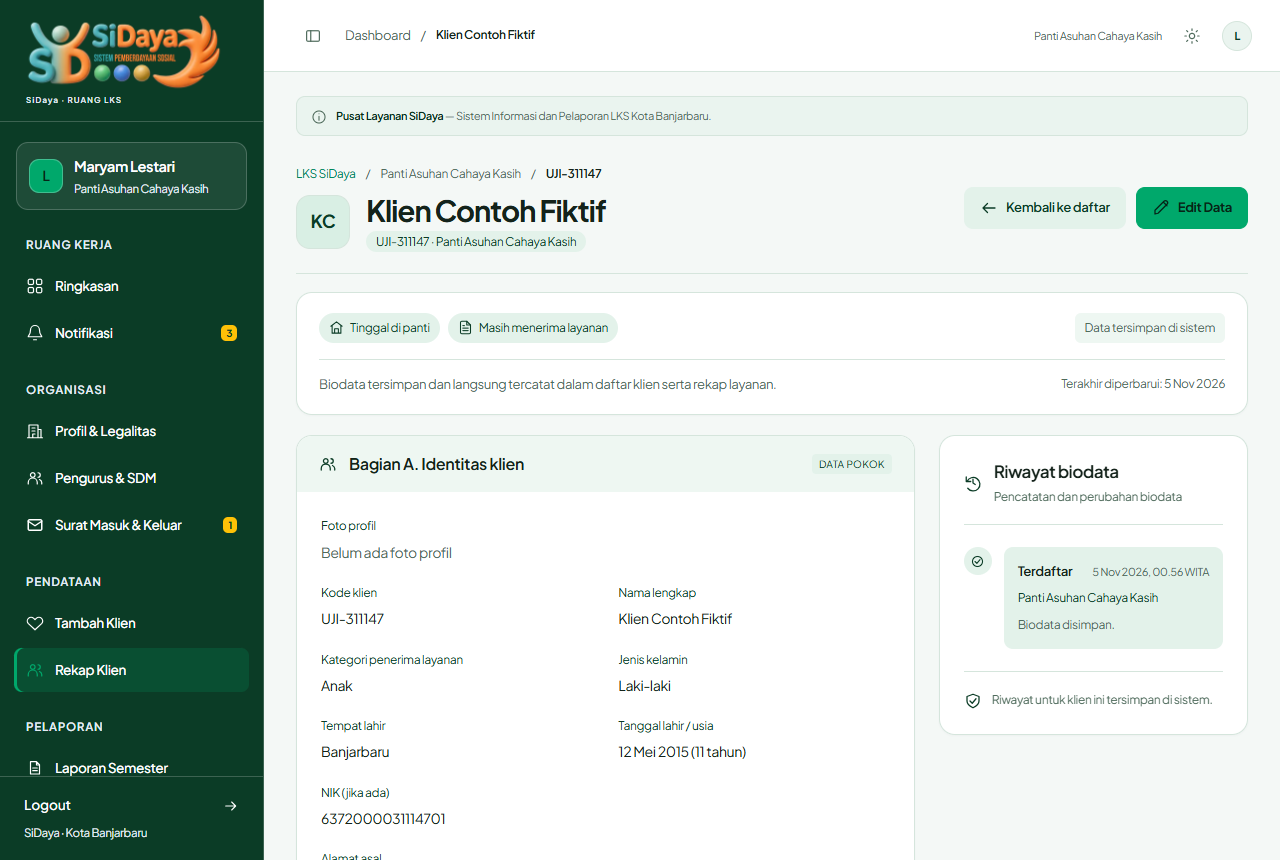 SiDaya
SISTEM PEMBERDAYAAN SOSIAL
SiDaya · RUANG LKS
L
Maryam Lestari
Panti Asuhan Cahaya Kasih
RUANG KERJA
Ringkasan
Notifikasi 3
ORGANISASI
Profil & Legalitas
Pengurus & SDM
Surat Masuk & Keluar 1
PENDATAAN
Tambah Klien
Rekap Klien
PELAPORAN
Laporan Semester
Logout
SiDaya · Kota Banjarbaru
Dashboard / Klien Contoh Fiktif
Panti Asuhan Cahaya Kasih L
Pusat Layanan SiDaya — Sistem Informasi dan Pelaporan LKS Kota Banjarbaru.
LKS SiDaya / Panti Asuhan Cahaya Kasih / UJI-311147
KC
Klien Contoh Fiktif
UJI-311147 · Panti Asuhan Cahaya Kasih
Kembali ke daftar
Edit Data
Tinggal di panti
Masih menerima layanan
Data tersimpan di sistem
Biodata tersimpan dan langsung tercatat dalam daftar klien serta rekap layanan.
Terakhir diperbarui: 5 Nov 2026
Bagian A. Identitas klien
DATA POKOK
Foto profil
Belum ada foto profil
Kode klien
UJI-311147
Nama lengkap
Klien Contoh Fiktif
Kategori penerima layanan
Anak
Jenis kelamin
Laki-laki
Tempat lahir
Banjarbaru
Tanggal lahir / usia
12 Mei 2015 (11 tahun)
NIK (jika ada)
6372000031114701
Alamat asal
Riwayat biodata
Pencatatan dan perubahan biodata
Terdaftar
5 Nov 2026, 00.56 WITA
Panti Asuhan Cahaya Kasih
Biodata disimpan.
Riwayat untuk klien ini tersimpan di sistem.